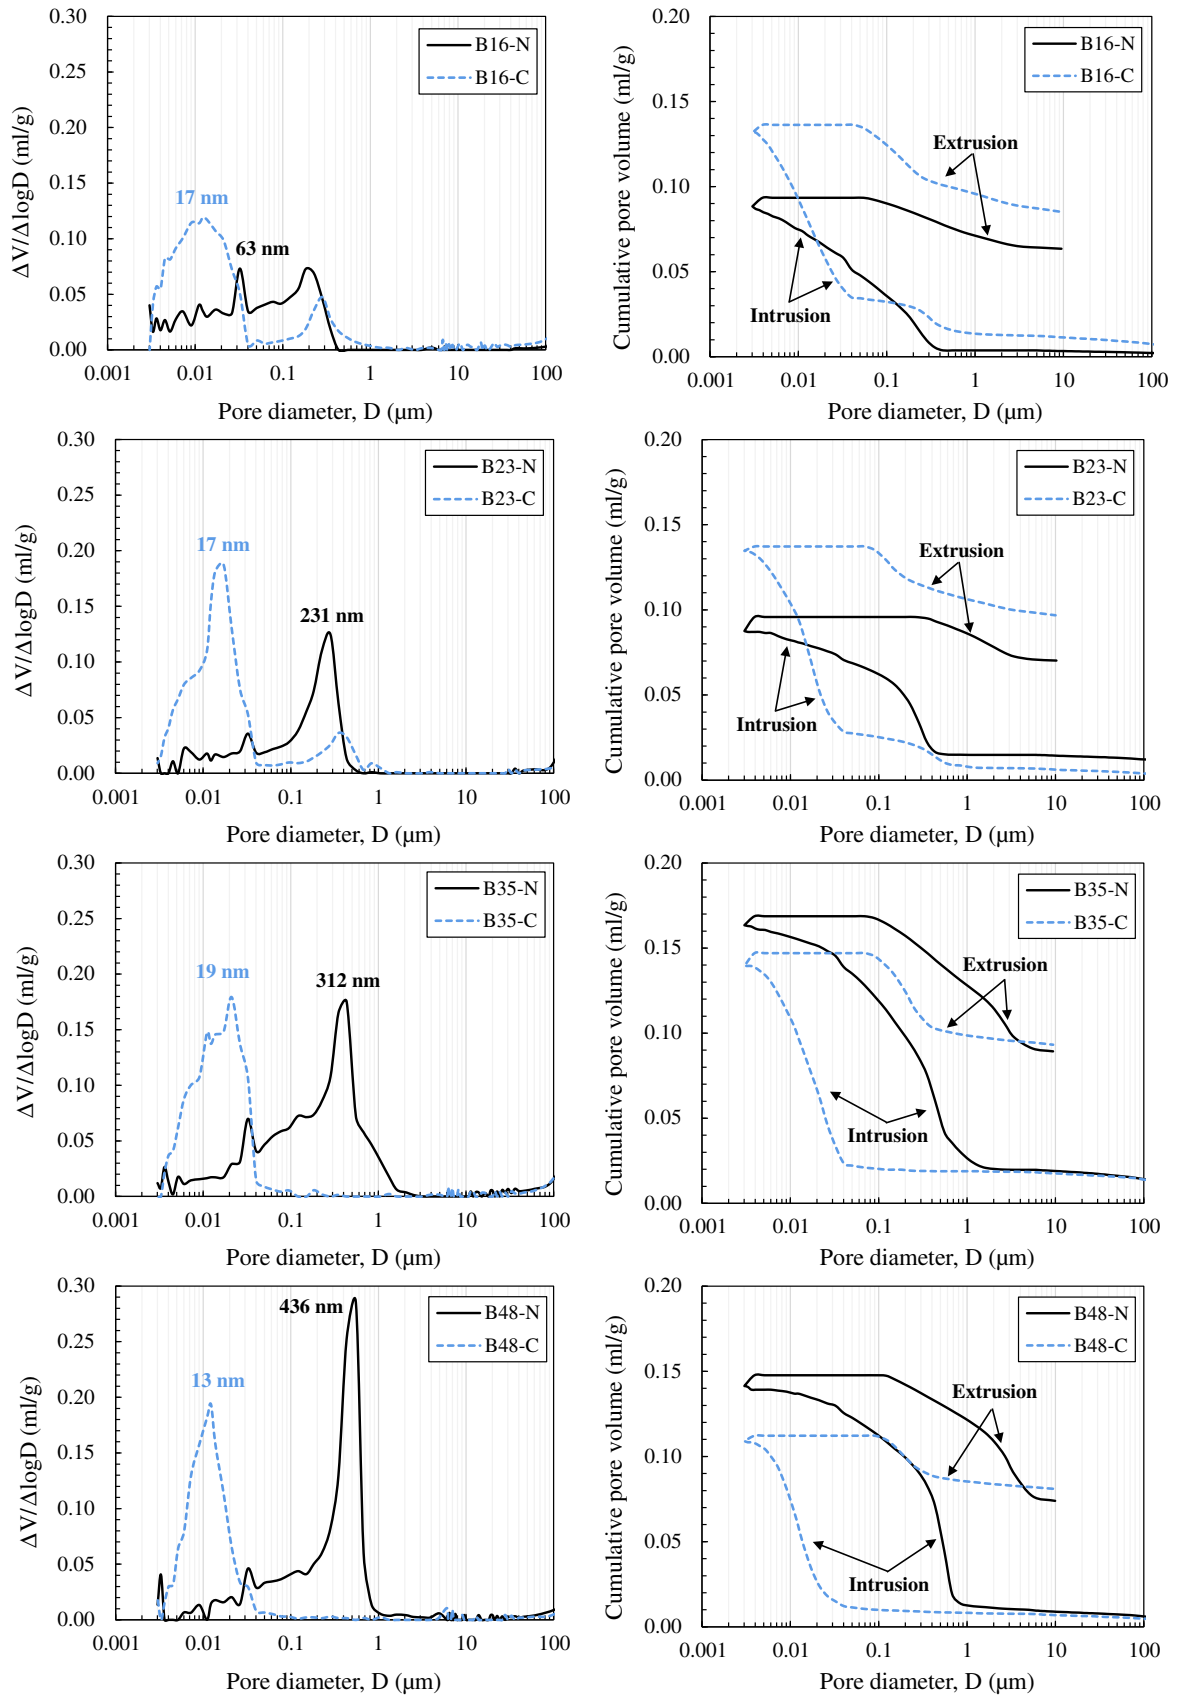 0.30
0.25
0.20
0.15
0.10
0.05
0.00
ΔV/ΔlogD (ml/g)
B16-N
B16-C
17 nm
63 nm
0.001 0.01 0.1 1 10 100
Pore diameter, D (µm)
0.20
0.15
0.10
0.05
0.00
Cumulative pore volume (ml/g)
B16-N
B16-C
Extrusion
Intrusion
0.001 0.01 0.1 1 10 100
Pore diameter, D (µm)
0.30
0.25
0.20
0.15
0.10
0.05
0.00
ΔV/ΔlogD (ml/g)
B23-N
B23-C
17 nm
231 nm
0.001 0.01 0.1 1 10 100
Pore diameter, D (µm)
0.20
0.15
0.10
0.05
0.00
Cumulative pore volume (ml/g)
B23-N
B23-C
Extrusion
Intrusion
0.001 0.01 0.1 1 10 100
Pore diameter, D (µm)
0.30
0.25
0.20
0.15
0.10
0.05
0.00
ΔV/ΔlogD (ml/g)
B35-N
B35-C
19 nm
312 nm
0.001 0.01 0.1 1 10 100
Pore diameter, D (µm)
0.20
0.15
0.10
0.05
0.00
Cumulative pore volume (ml/g)
B35-N
B35-C
Extrusion
Intrusion
0.001 0.01 0.1 1 10 100
Pore diameter, D (µm)
0.30
0.25
0.20
0.15
0.10
0.05
0.00
ΔV/ΔlogD (ml/g)
B48-N
B48-C
436 nm
13 nm
0.001 0.01 0.1 1 10 100
Pore diameter, D (µm)
0.20
0.15
0.10
0.05
0.00
Cumulative pore volume (ml/g)
B48-N
B48-C
Extrusion
Intrusion
0.001 0.01 0.1 1 10 100
Pore diameter, D (µm)